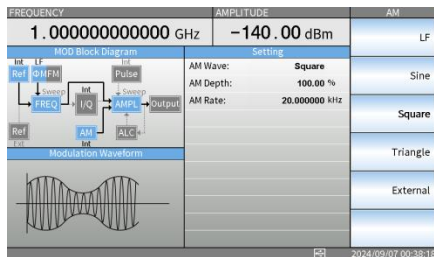 FREQUENCY AMPLITUDE AM
1.000000000000 GHz -140.00 dBm
MOD Block Diagram
Setting
LF
Int LF Int
Ref ΦMFM Pulse
Sweep Sweep
FREQ Int I/Q AMPL Output
Ref AM ALC
Ext Int
AM Wave: Square
AM Depth: 100.00 %
AM Rate: 20.000000 kHz
Modulation Waveform
Sine
Square
Triangle
External
2024/09/07 00:38:18